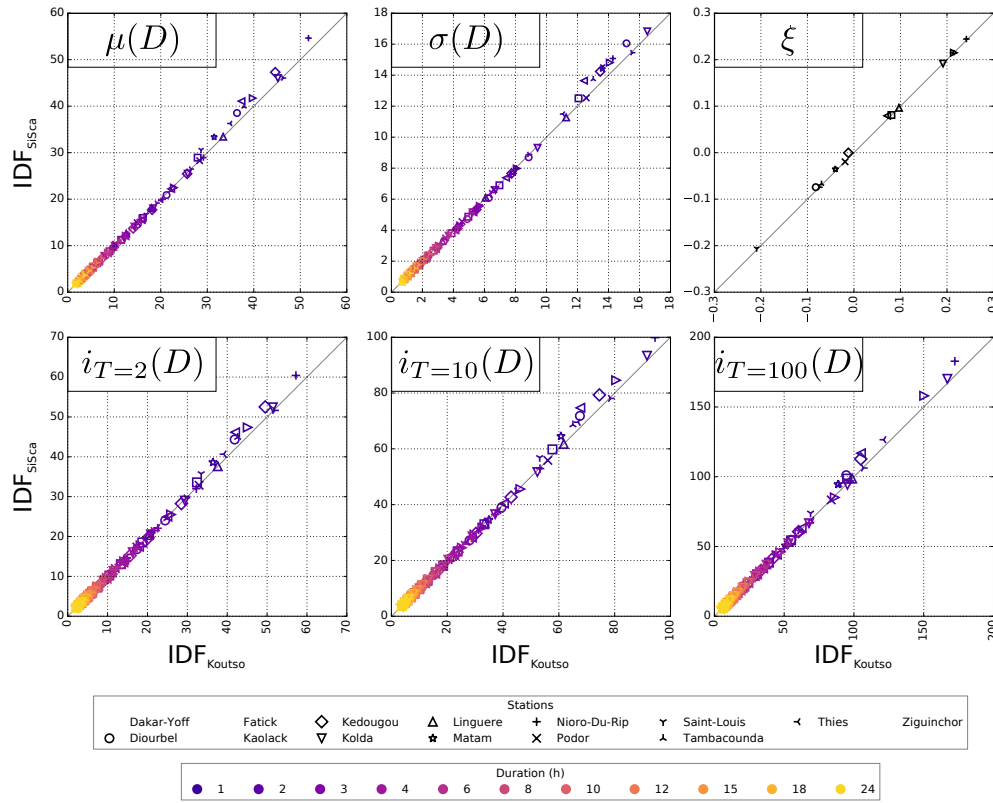 μ(D)
60
50
40
30
20
10
0
0 10 20 30 40 50 60
IDF_SiSca
σ(D)
18
16
14
12
10
8
6
4
2
0
0 2 4 6 8 10 12 14 16 18
ξ
0.3
0.2
0.1
0.0
−0.1
−0.2
−0.3
−0.3 −0.2 −0.1 0.0 0.1 0.2 0.3
i_{T=2}(D)
70
60
50
40
30
20
10
0
0 10 20 30 40 50 60 70
IDF_SiSca
IDF_Koutso
i_{T=10}(D)
100
80
60
40
20
0
0 20 40 60 80 100
IDF_Koutso
i_{T=100}(D)
200
150
100
50
0
0 50 100 150 200
IDF_Koutso
Stations
Dakar-Yoff Fatick Kedougou Linguere Nioro-Du-Rip Saint-Louis Thies Ziguinchor
Diourbel Kaolack Kolda Matam Podor Tambacounda
Duration (h)
1 2 3 4 6 8 10 12 15 18 24